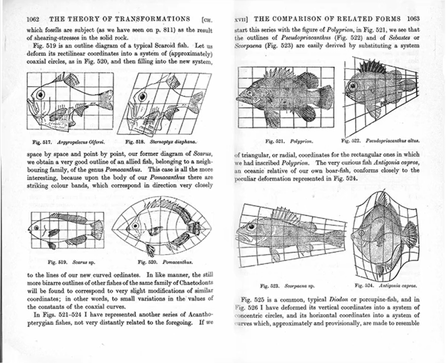 1062 THE THEORY OF TRANSFORMATIONS [CH.
which fossils are subject (as we have seen on p. 811) as the result
of shearing-stresses in the solid rock.
Fig. 519 is an outline diagram of a typical Scaroid fish. Let us
deform its rectilinear coordinates into a system of (approximately)
coaxial circles, as in Fig. 520, and then filling into the new system,
Fig. 517. Argyropelecus Olfersi.
Fig. 518. Sternoptyx diaphana.
space by space and point by point, our former diagram of Scarus,
we obtain a very good outline of an allied fish, belonging to a neigh-
bouring family, of the genus Pomacanthus. This case is all the more
interesting, because upon the body of our Pomacanthus there are
striking colour bands, which correspond in direction very closely
Fig. 519. Scarus sp.
Fig. 520. Pomacanthus.
to the lines of our new curved ordinates. In like manner, the still
more bizarre outlines of other fishes of the same family of Chaetodonts
will be found to correspond to very slight modifications of similar
coordinates; in other words, to small variations in the values of
the constants of the coaxial curves.
In Figs. 521–524 I have represented another series of Acantho-
pterygian fishes, not very distantly related to the foregoing. If we
XVII] THE COMPARISON OF RELATED FORMS 1063
start this series with the figure of Polyprion, in Fig. 521, we see that
the outlines of Pseudopriacanthus (Fig. 522) and of Sebastes or
Scorpaena (Fig. 523) are easily derived by substituting a system
Fig. 521. Polyprion.
Fig. 522. Pseudopriacanthus altus.
of triangular, or radial, coordinates for the rectangular ones in which
we had inscribed Polyprion. The very curious fish Antigonia capros,
an oceanic relative of our own boar-fish, conforms closely to the
peculiar deformation represented in Fig. 524.
Fig. 523. Scorpaena sp.
Fig. 524. Antigonia capros.
Fig. 525 is a common, typical Diodon or porcupine-fish, and in
Fig. 526 I have deformed its vertical coordinates into a system of
concentric circles, and its horizontal coordinates into a system of
curves which, approximately and provisionally, are made to resemble